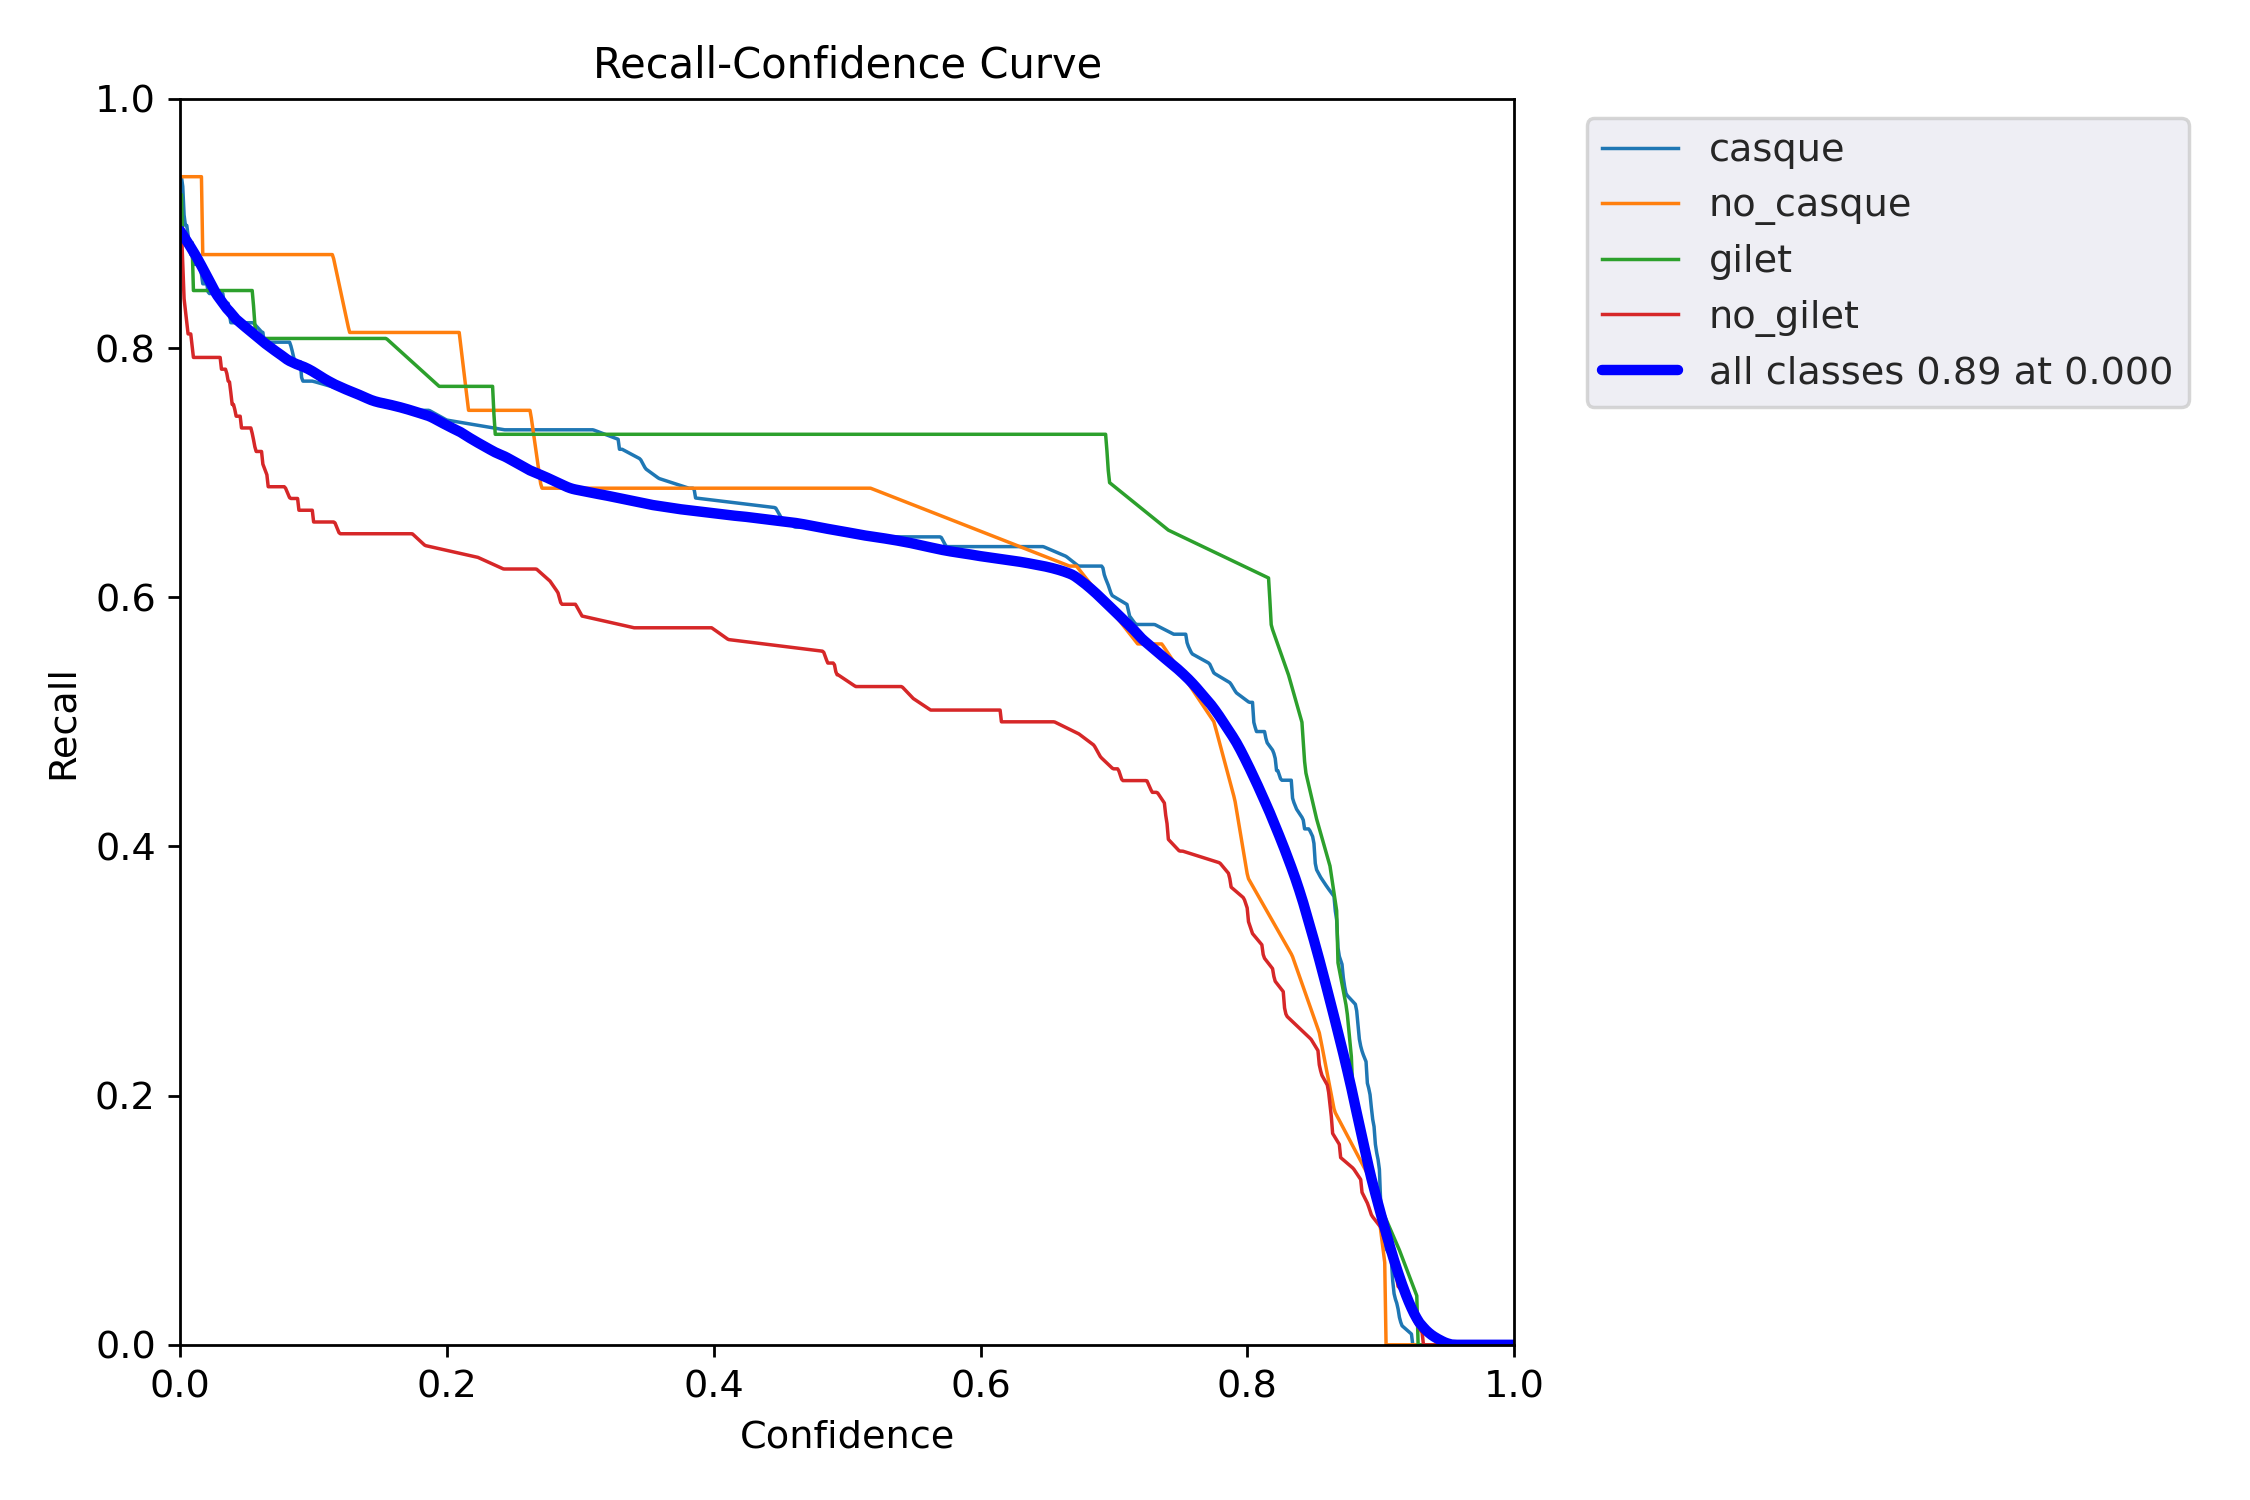 Recall-Confidence Curve
1.0
0.8
0.6
0.4
0.2
0.0
Recall
0.0 0.2 0.4 0.6 0.8 1.0
Confidence
casque
no_casque
gilet
no_gilet
all classes 0.89 at 0.000